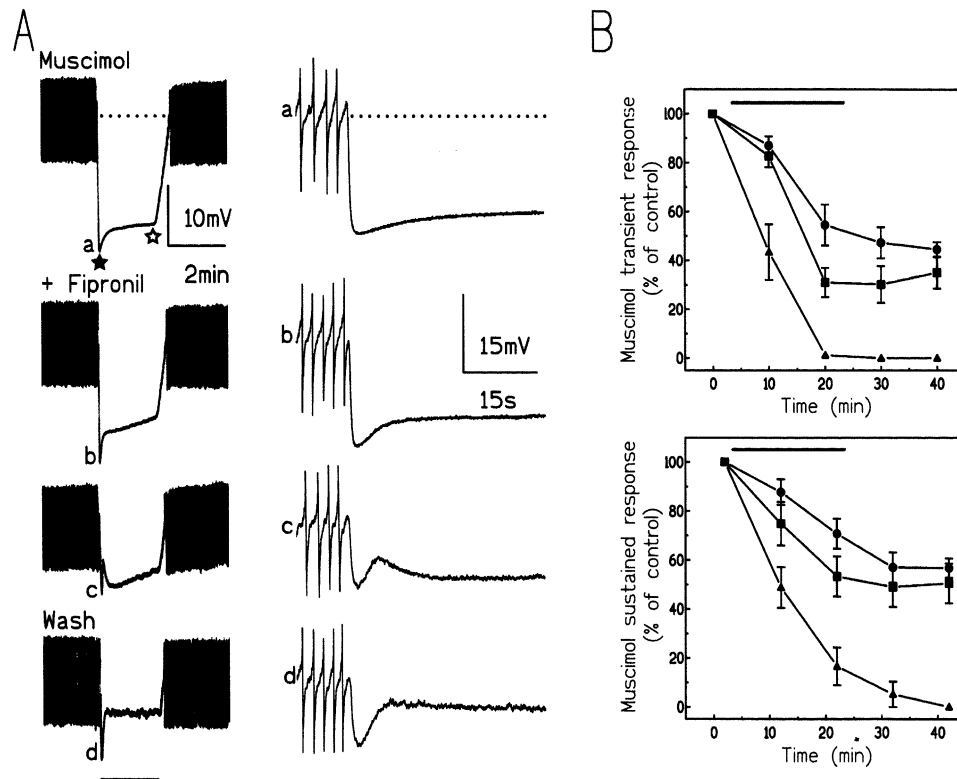 A
Muscimol
a
10mV
2min
+ Fipronil
b
c
Wash
d
a
b
15mV
15s
c
d
B
Muscimol transient response
(% of control)
100
80
60
40
20
0
0 10 20 30 40
Time (min)
Muscimol sustained response
(% of control)
100
80
60
40
20
0
0 10 20 30 40
Time (min)